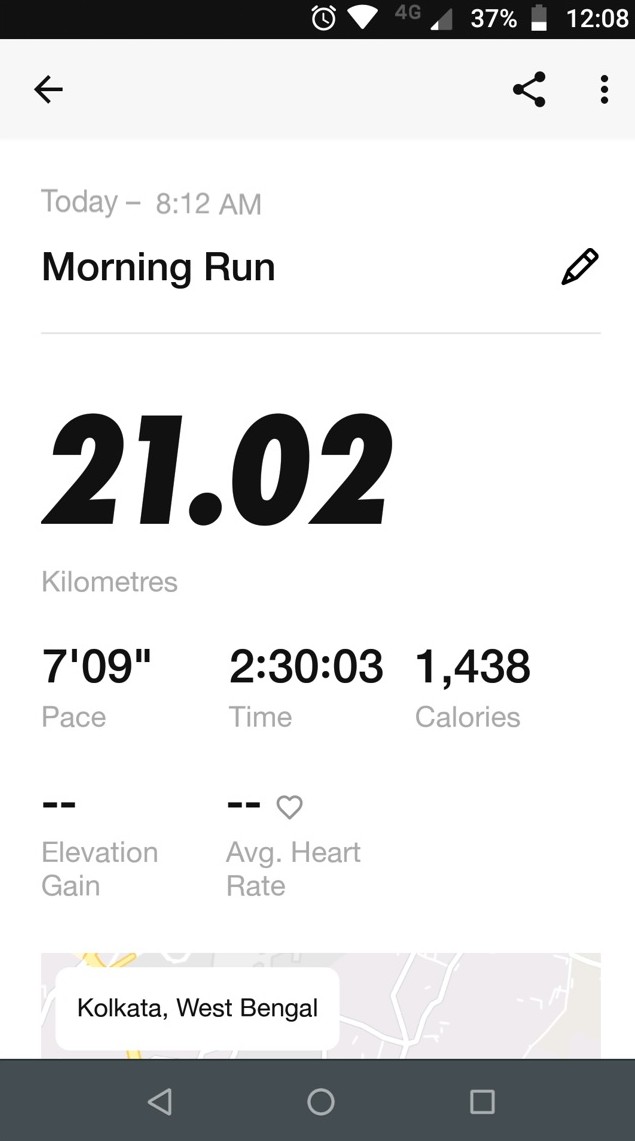 4G 37% 12:08
Today – 8:12 AM
Morning Run
21.02
Kilometres
7'09" 2:30:03 1,438
Pace Time Calories
-- --
Elevation Avg. Heart
Gain Rate
Kolkata, West Bengal